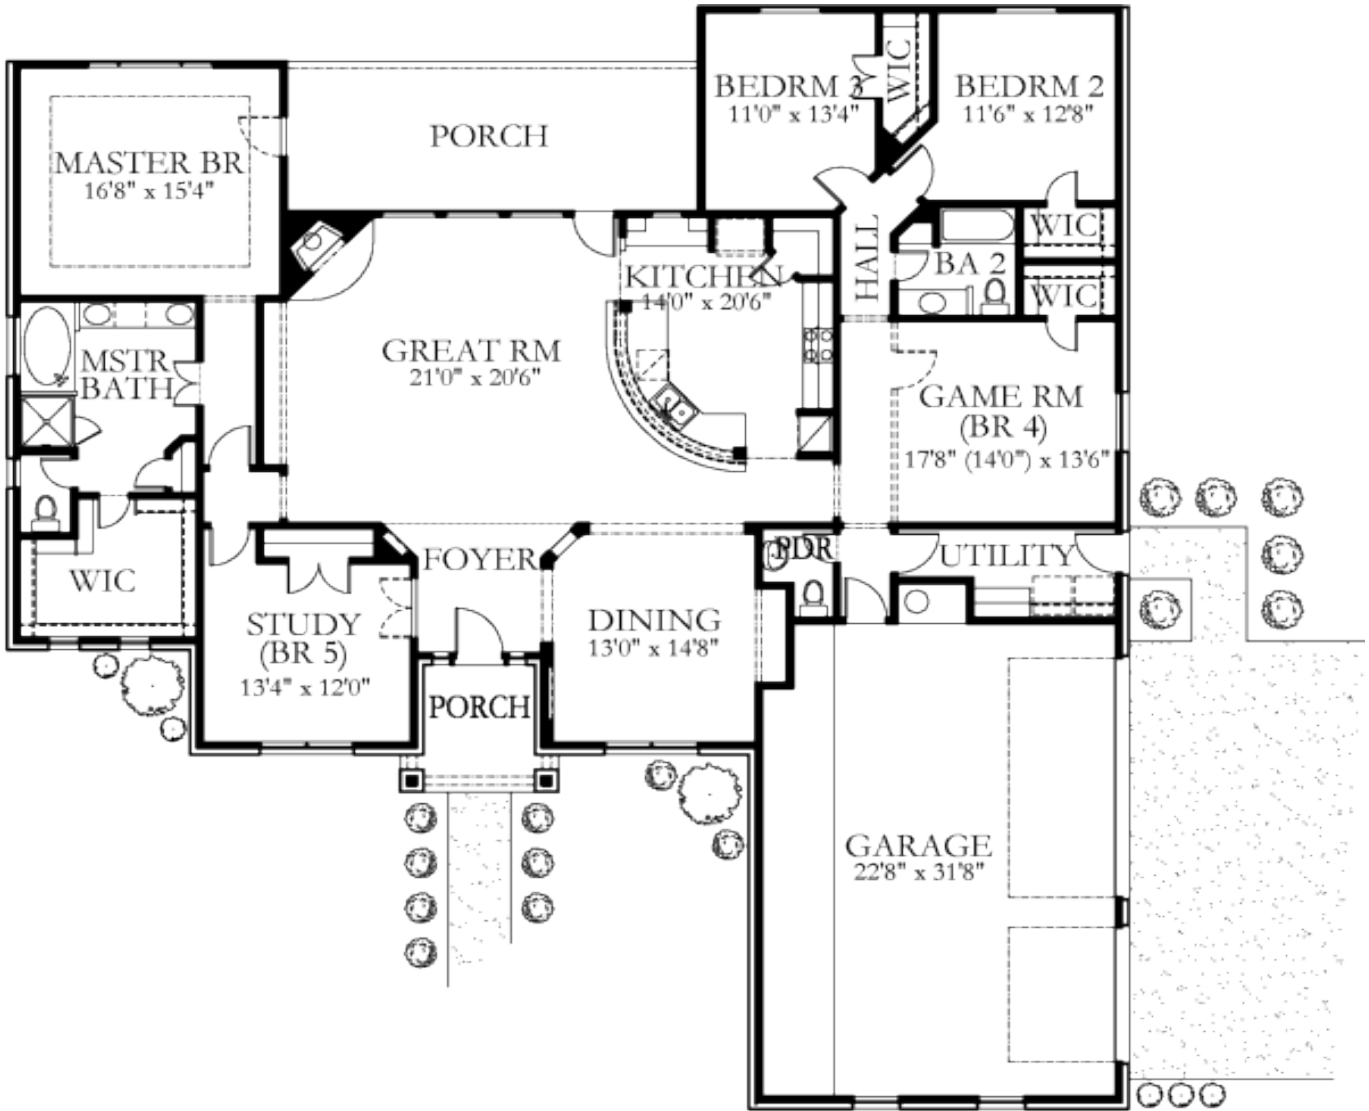 BEDRM 3
11'0" x 13'4"
WIC
BEDRM 2
11'6" x 12'8"
PORCH
MASTER BR
16'8" x 15'4"
WIC
HALL
BA 2
WIC
KITCHEN
14'0" x 20'6"
GREAT RM
21'0" x 20'6"
MSTR
BATH
GAME RM
(BR 4)
17'8" (14'0") x 13'6"
FOYER
PDR
UTILITY
WIC
STUDY
(BR 5)
13'4" x 12'0"
DINING
13'0" x 14'8"
PORCH
GARAGE
22'8" x 31'8"